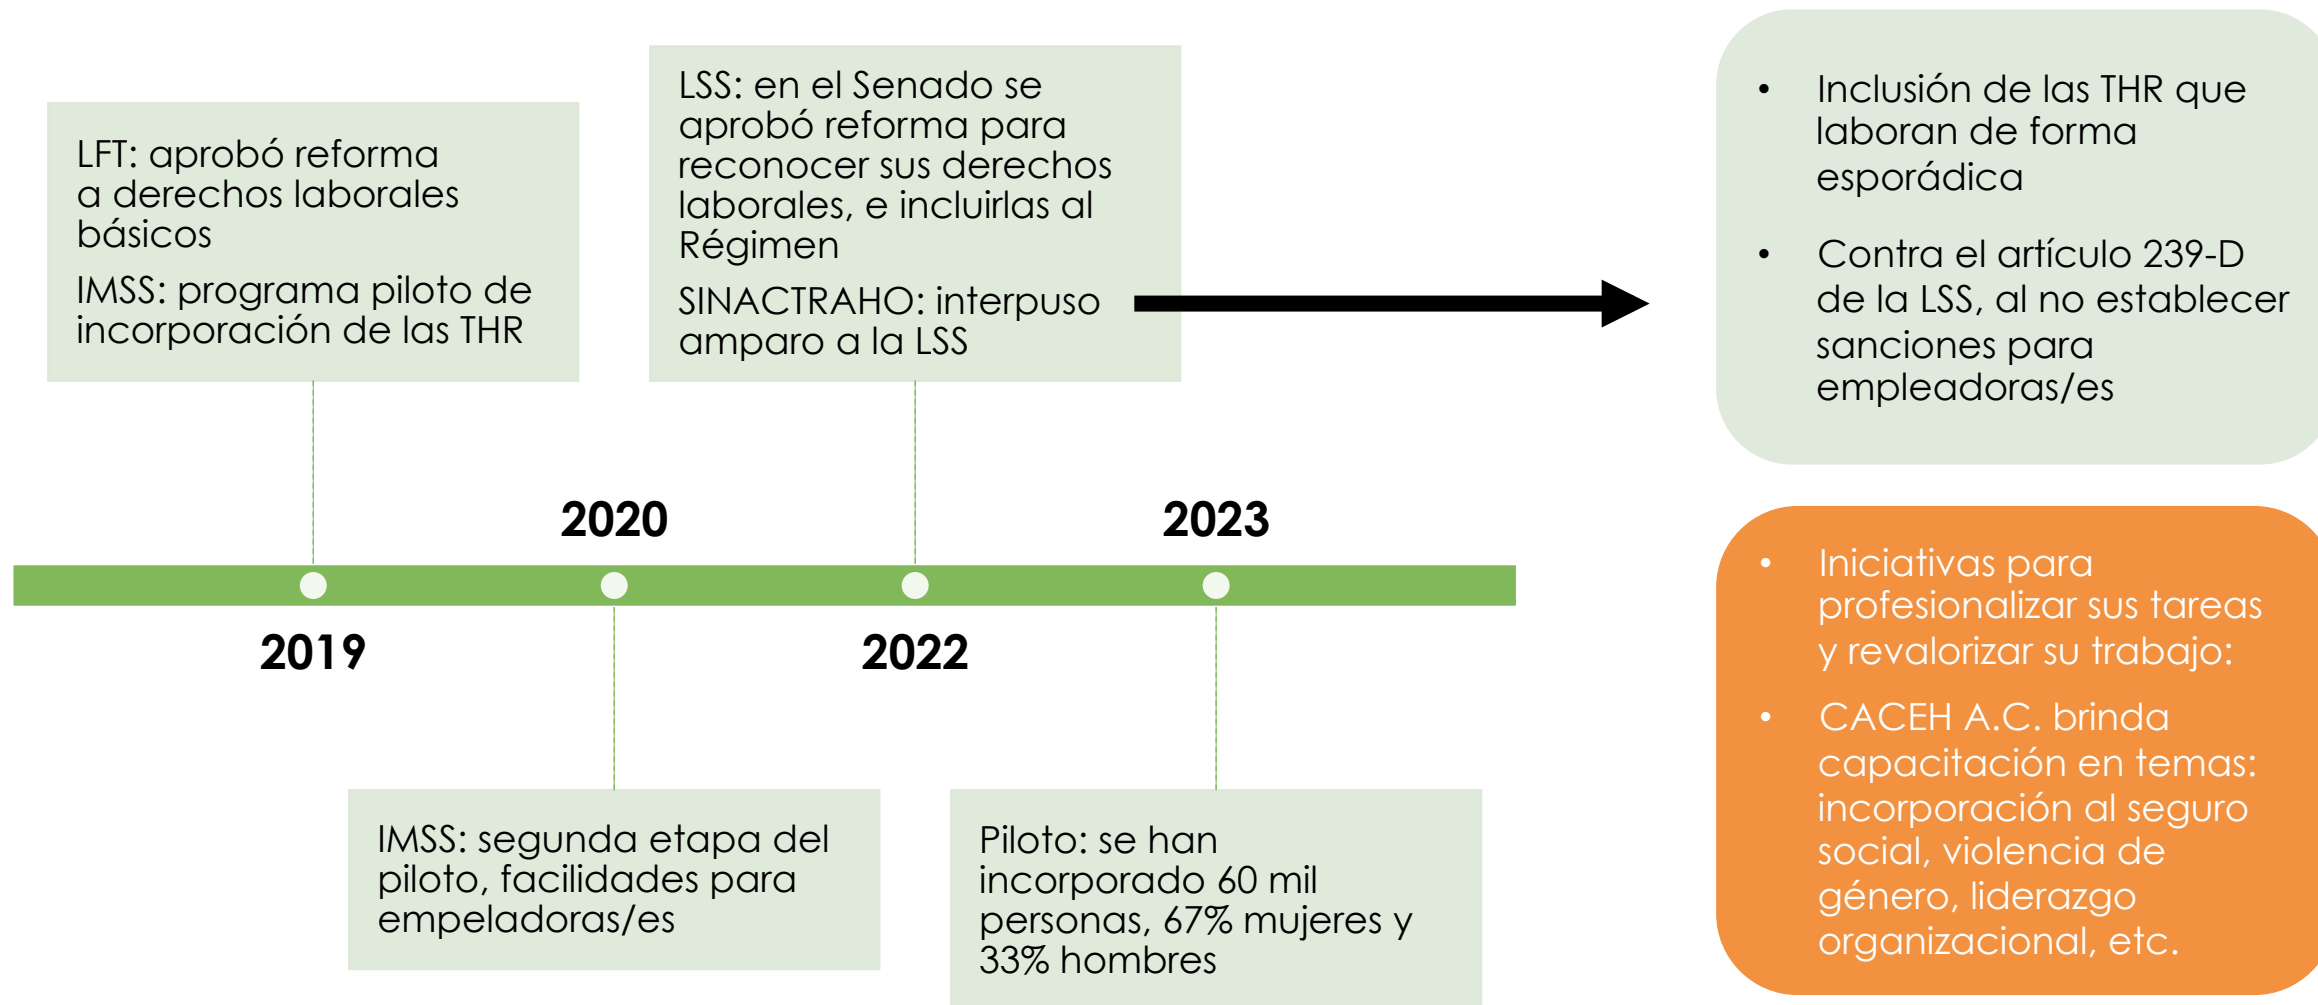 LFT: aprobó reforma
a derechos laborales
básicos
IMSS: programa piloto de
incorporación de las THR
LSS: en el Senado se
aprobó reforma para
reconocer sus derechos
laborales, e incluirlas al
Régimen
SINACTRAHO: interpuso
amparo a la LSS
• Inclusión de las THR que
laboran de forma
esporádica
• Contra el artículo 239-D
de la LSS, al no establecer
sanciones para
empleadoras/es
2020
2023
2019
2022
IMSS: segunda etapa del
piloto, facilidades para
empeladoras/es
Piloto: se han
incorporado 60 mil
personas, 67% mujeres y
33% hombres
• Iniciativas para
profesionalizar sus tareas
y revalorizar su trabajo:
• CACEH A.C. brinda
capacitación en temas:
incorporación al seguro
social, violencia de
género, liderazgo
organizacional, etc.